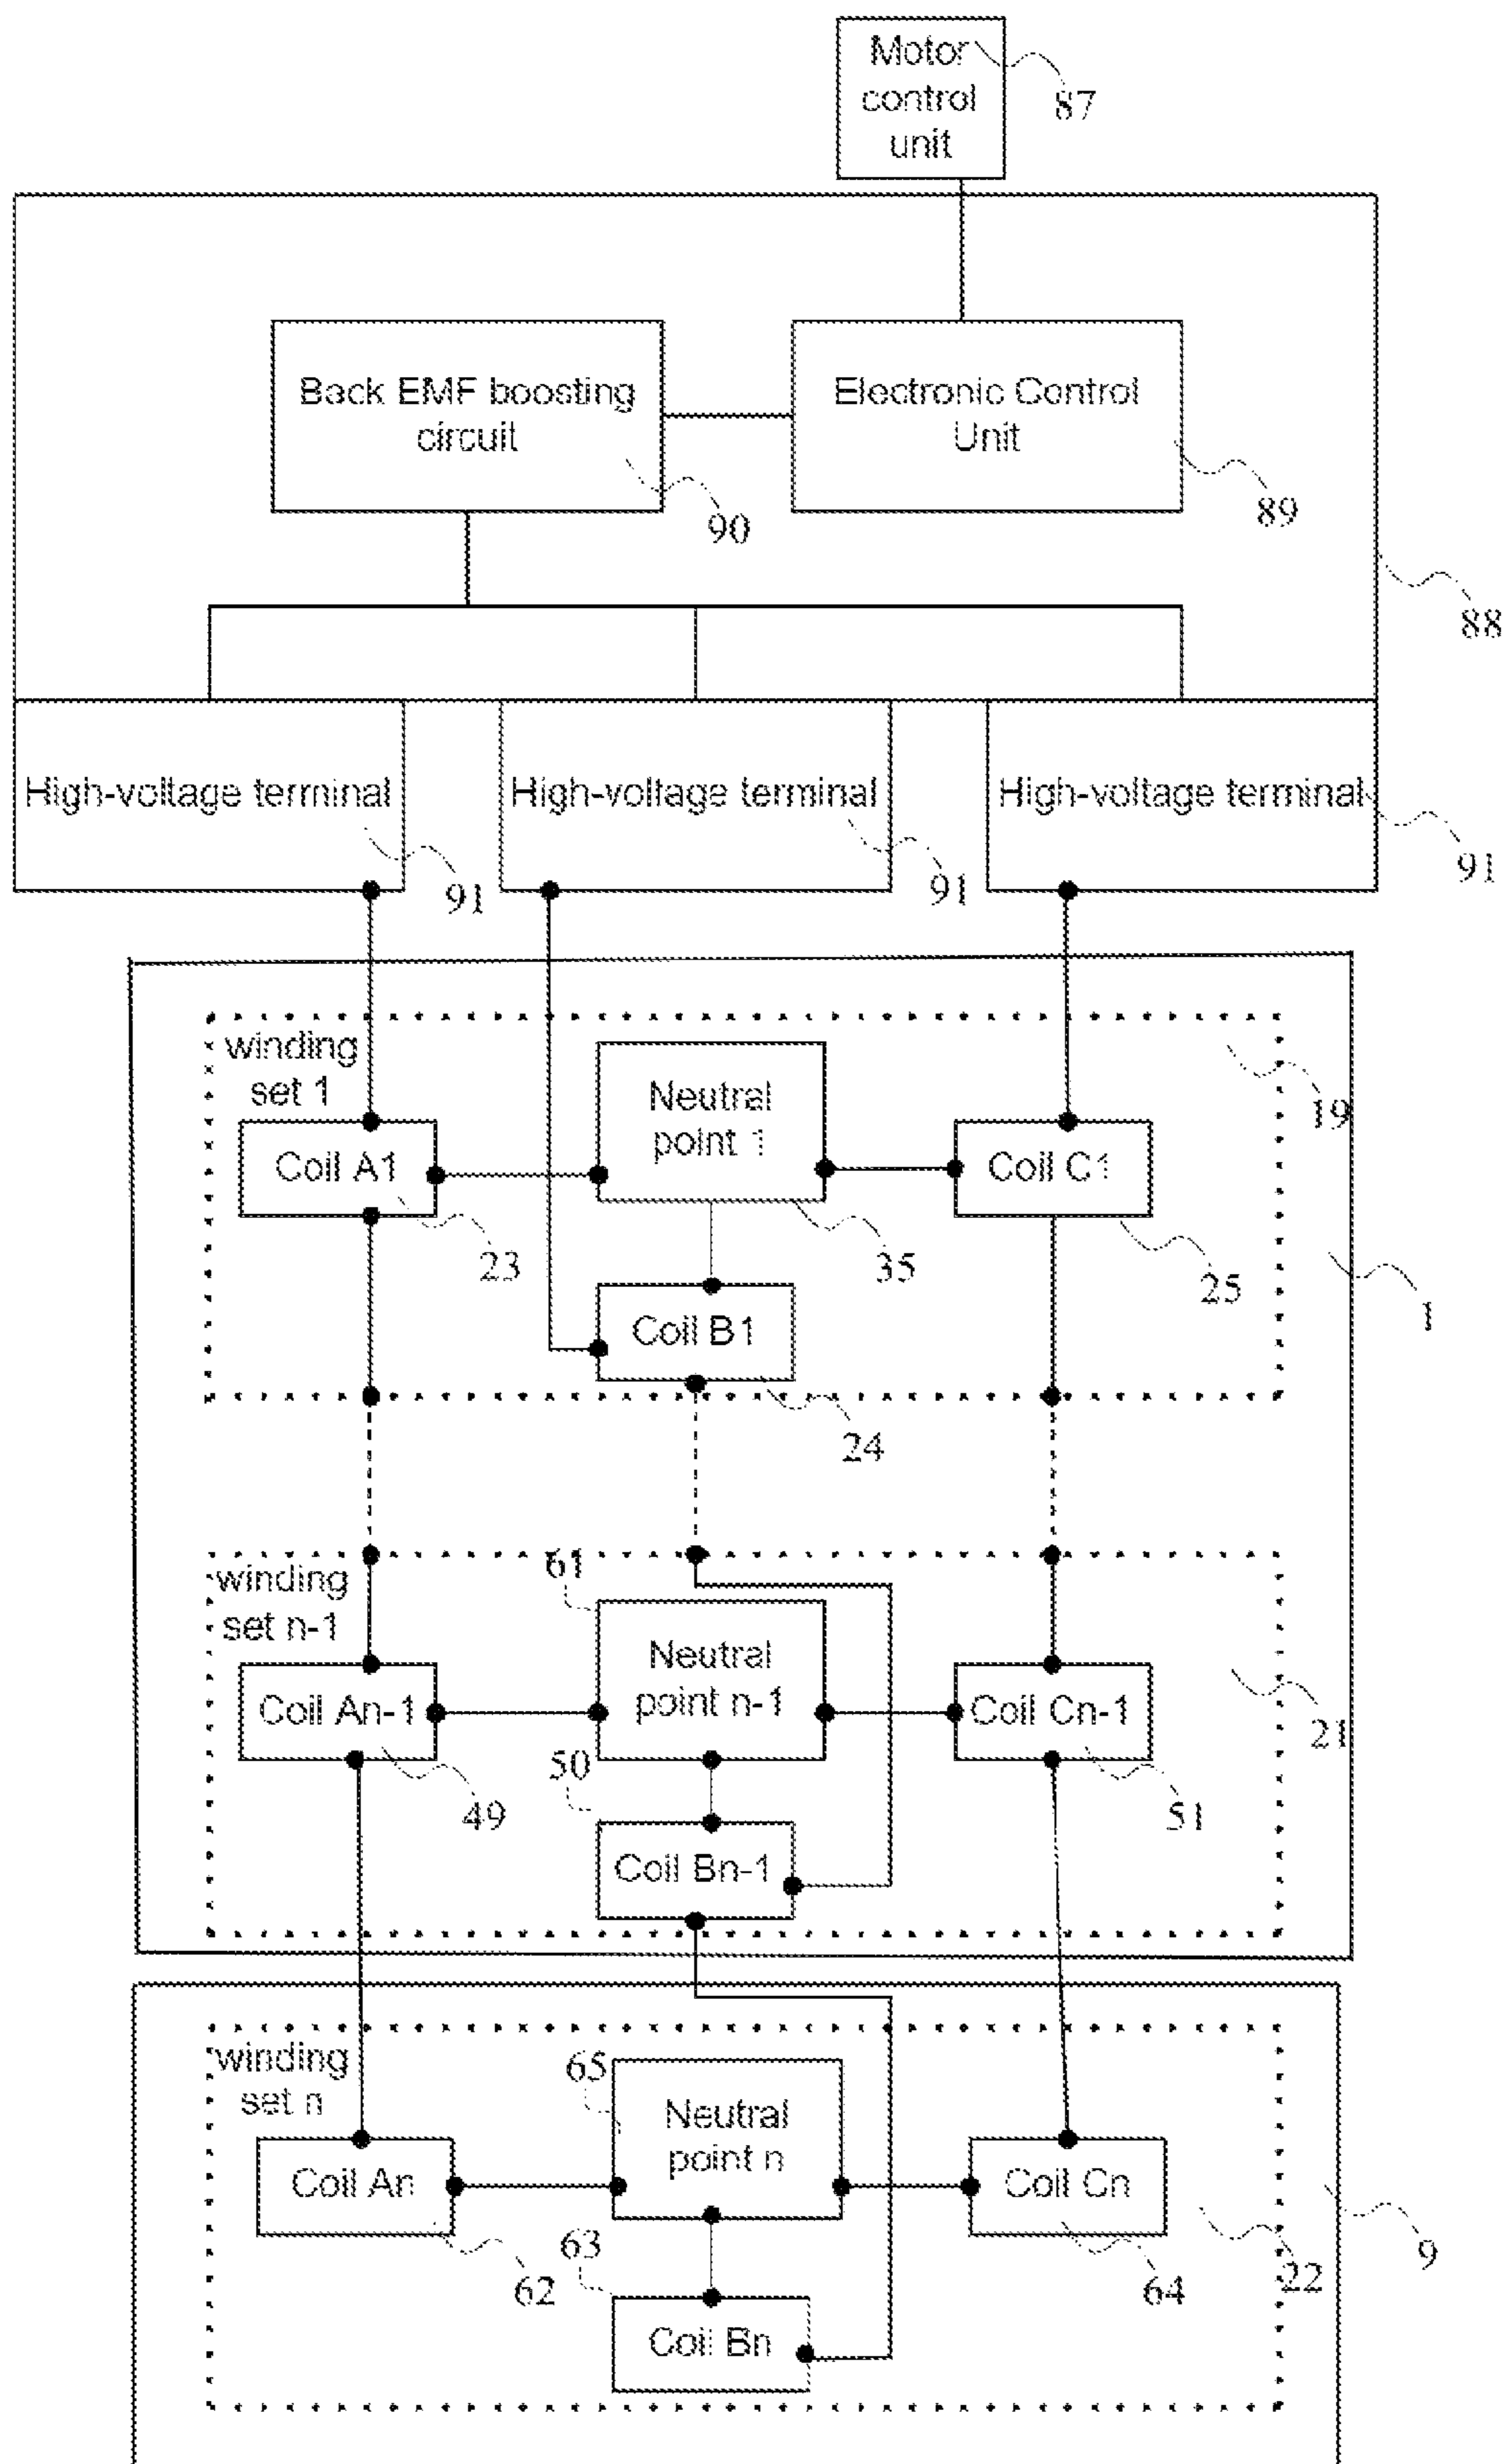 Motor
control
unit
87
Back EMF boosting
circuit
90
Electronic Control
Unit
89
88
High-voltage terminal
91
High-voltage terminal
91
High-voltage terminal
91
winding
set 1
Neutral
point 1
19
Coil A1
23
35
Coil C1
25
1
Coil B1
24
winding
set n-1
61
Neutral
point n-1
Coil An-1
49
Coil Cn-1
51
21
50
Coil Bn-1
winding
set n
65
Neutral
point n
Coil An
62
Coil Cn
64
22
9
63
Coil Bn